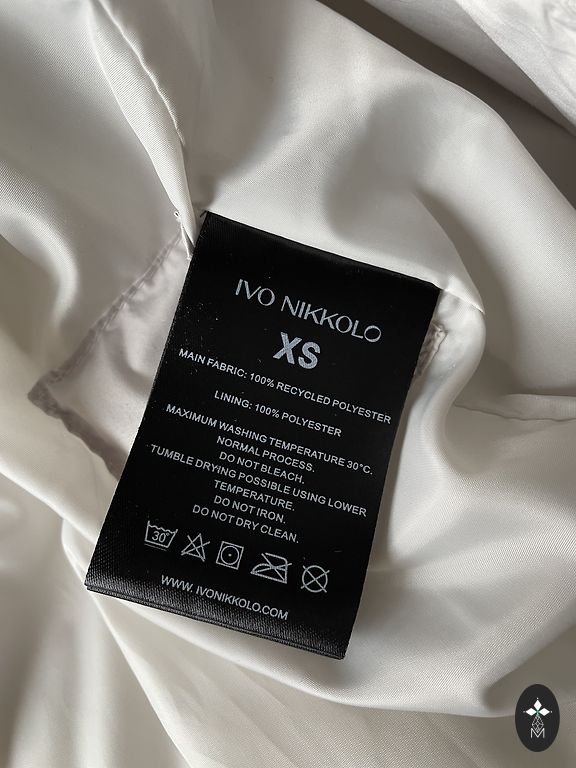 IVO NIKKOLO
XS
MAIN FABRIC: 100% RECYCLED POLYESTER
LINING: 100% POLYESTER
MAXIMUM WASHING TEMPERATURE 30°C.
NORMAL PROCESS.
DO NOT BLEACH.
TUMBLE DRYING POSSIBLE USING LOWER
TEMPERATURE.
DO NOT IRON.
DO NOT DRY CLEAN.
30°
WWW. IVONIKKOLO.COM
M